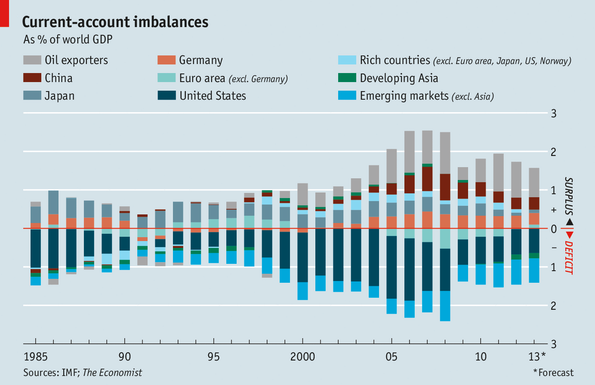 Current-account imbalances
As % of world GDP
Oil exporters
Germany
Rich countries (excl. Euro area, Japan, US, Norway)
China
Euro area (excl. Germany)
Developing Asia
Japan
United States
Emerging markets (excl. Asia)
3
2
1
+
0
–
1
2
3
SURPLUS ▲
▼ DEFICIT
1985 90 95 2000 05 10 13*
Sources: IMF; The Economist
*Forecast